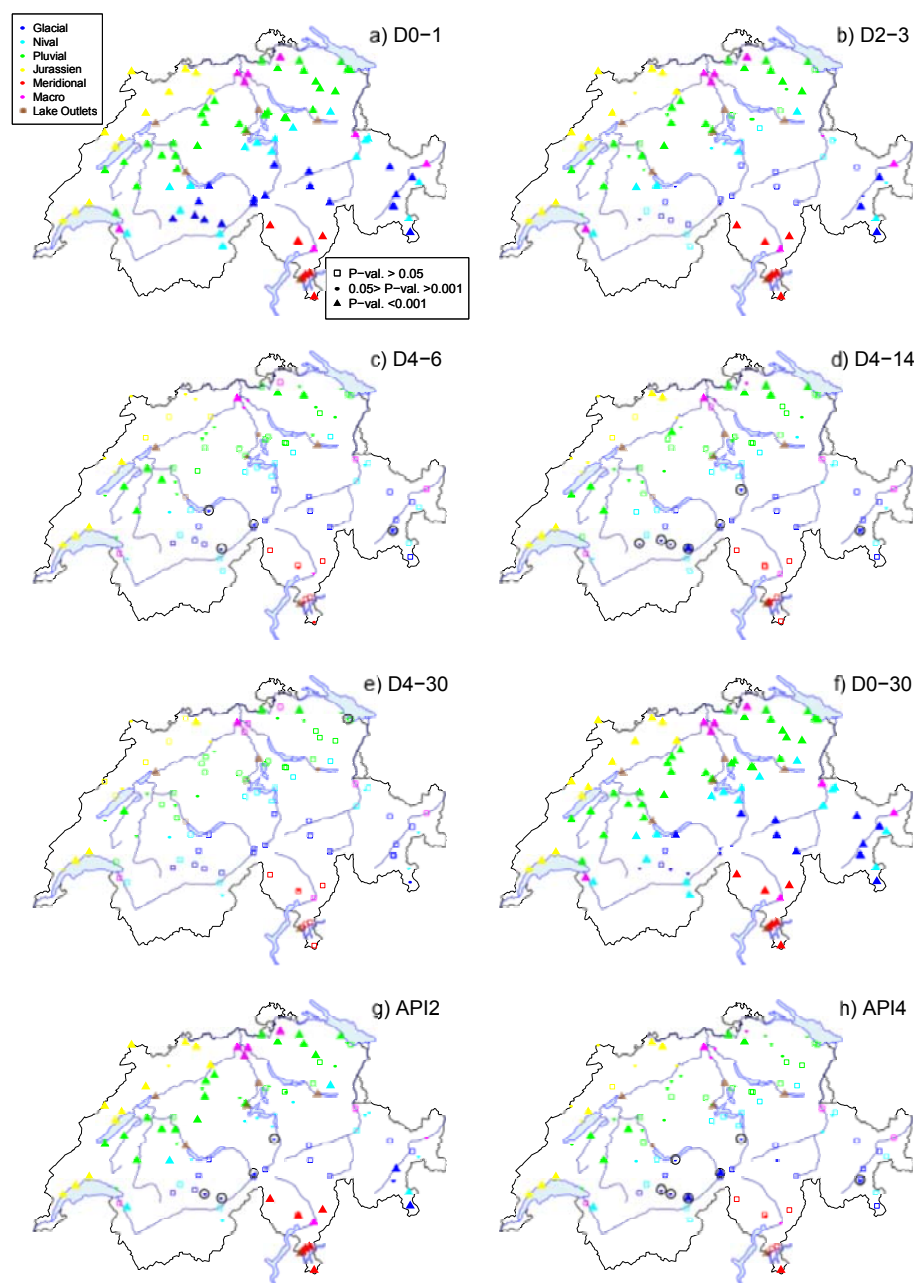 Glacial
Nival
Pluvial
Jurassien
Meridional
Macro
Lake Outlets
a) D0−1
b) D2−3
P−val. > 0.05
0.05> P−val. >0.001
P−val. <0.001
c) D4−6
d) D4−14
e) D4−30
f) D0−30
g) API2
h) API4